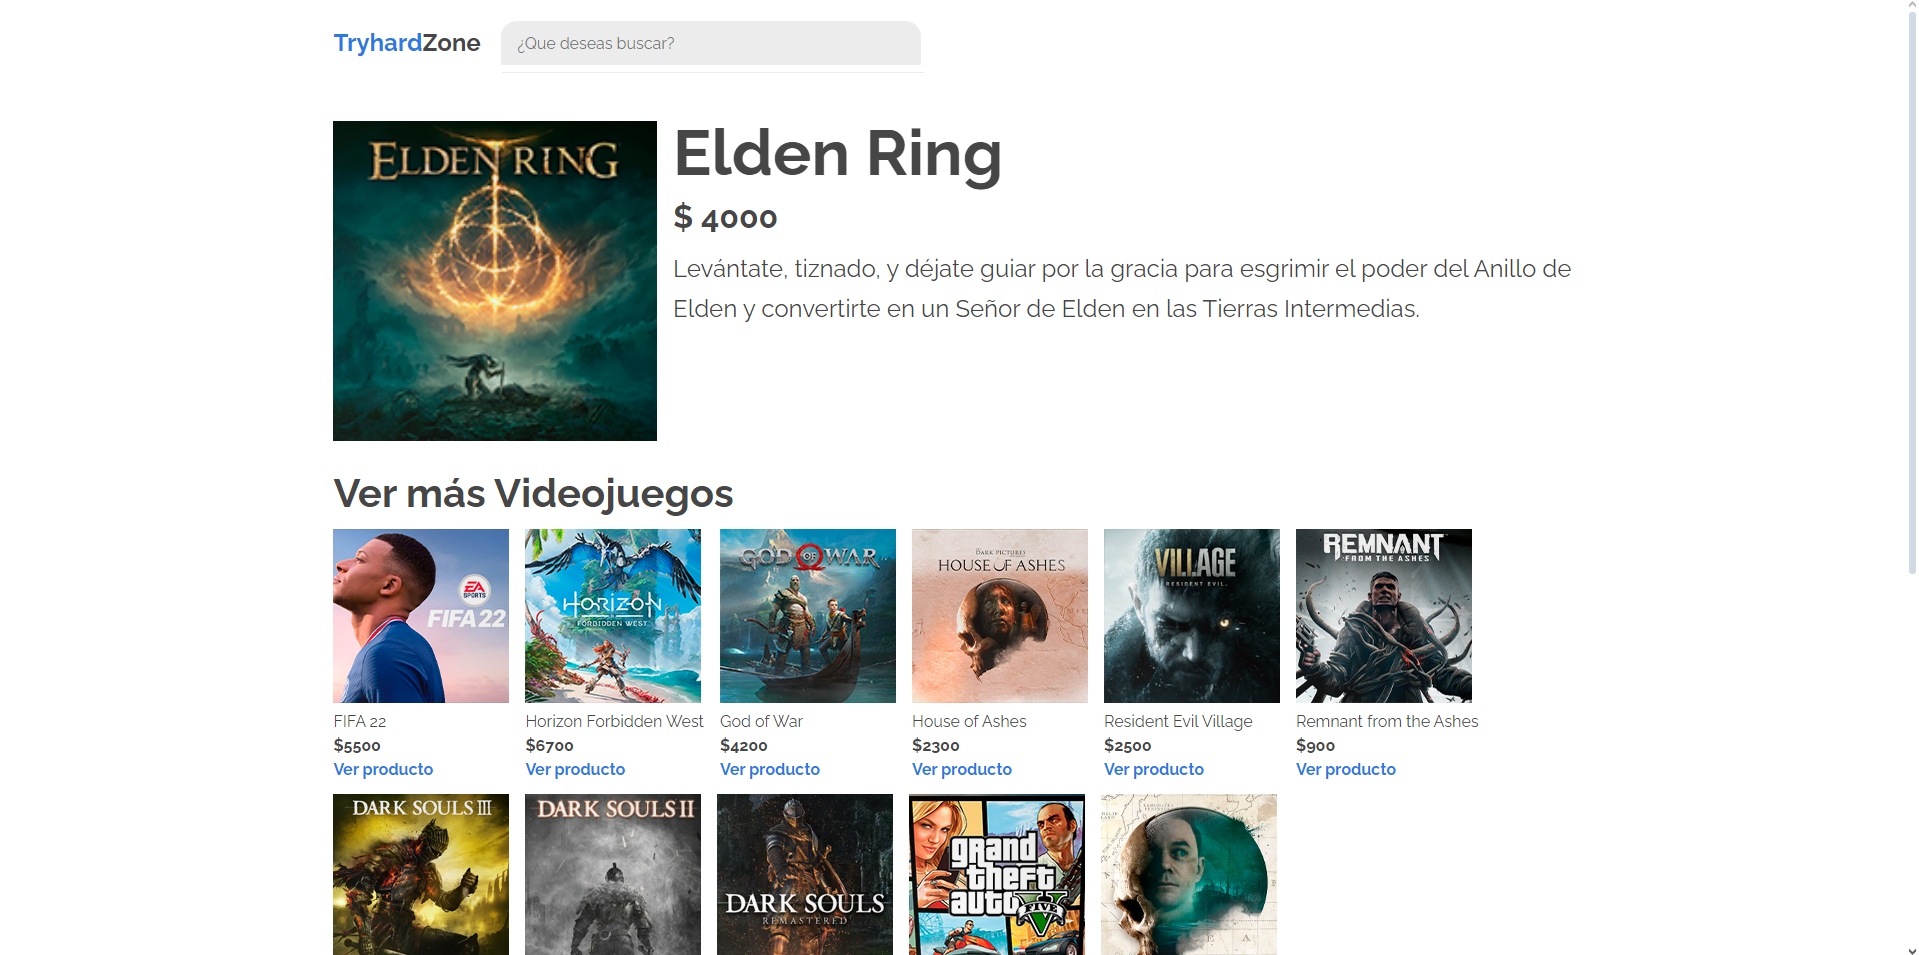 TryhardZone
¿Que deseas buscar?
ELDEN RING
Elden Ring
$ 4000
Levántate, tiznado, y déjate guiar por la gracia para esgrimir el poder del Anillo de
Elden y convertirte en un Señor de Elden en las Tierras Intermedias.
Ver más Videojuegos
EA
SPORTS
FIFA 22
HORIZON
FORBIDDEN WEST
GOD OF WAR
HOUSE OF ASHES
VILLAGE
RESIDENT EVIL
REMNANT
FROM THE ASHES
FIFA 22
Horizon Forbidden West
God of War
House of Ashes
Resident Evil Village
Remnant from the Ashes
$5500
$6700
$4200
$2300
$2500
$900
Ver producto
Ver producto
Ver producto
Ver producto
Ver producto
Ver producto
DARK SOULS III
DARK SOULS II
DARK SOULS
REMASTERED
grand
theft
auto
FIVE